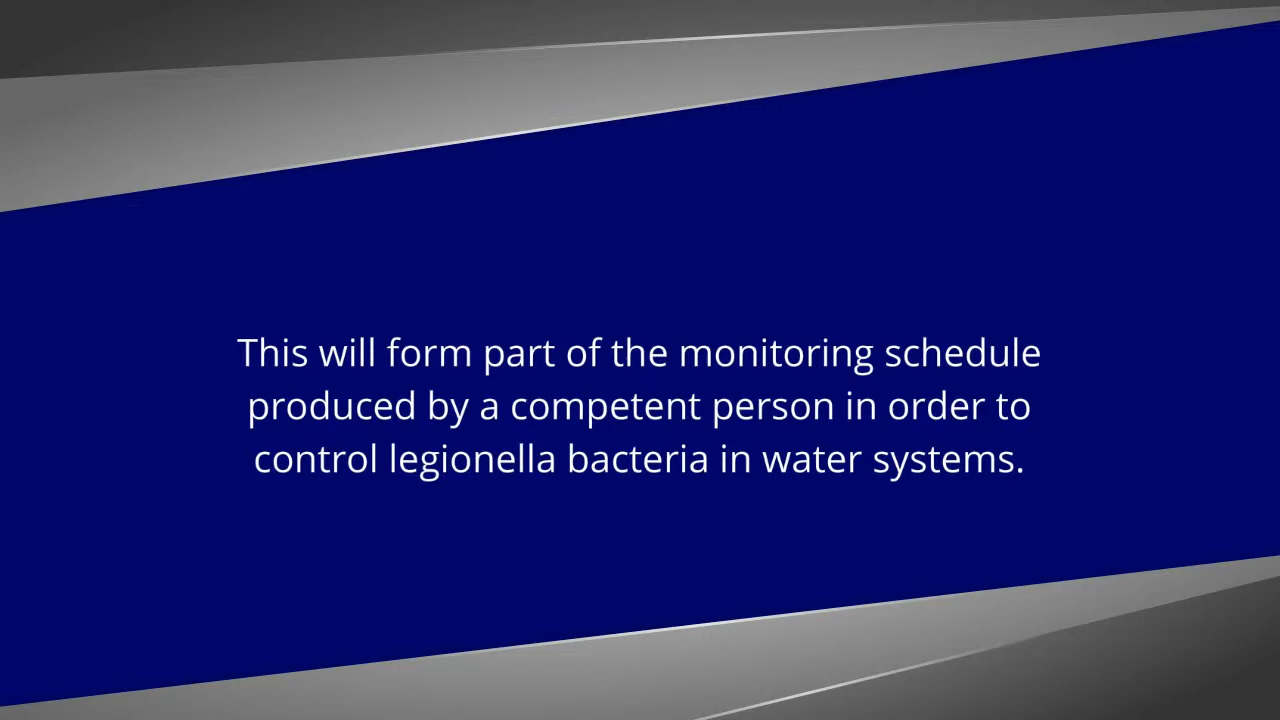 This will form part of the monitoring schedule
produced by a competent person in order to
control legionella bacteria in water systems.